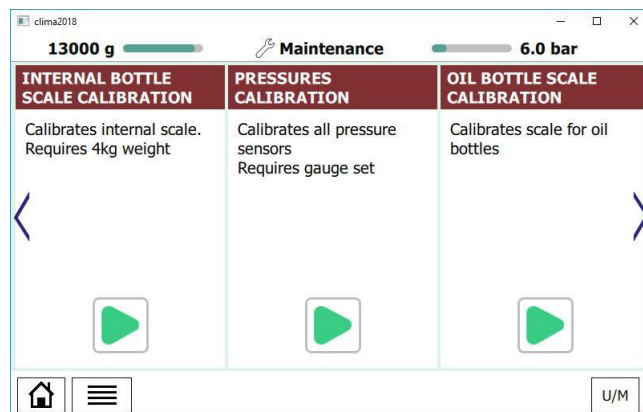 clima2018
13000 g Maintenance 6.0 bar
INTERNAL BOTTLE
SCALE CALIBRATION
Calibrates internal scale.
Requires 4kg weight
PRESSURES
CALIBRATION
Calibrates all pressure
sensors
Requires gauge set
OIL BOTTLE SCALE
CALIBRATION
Calibrates scale for oil
bottles
U/M